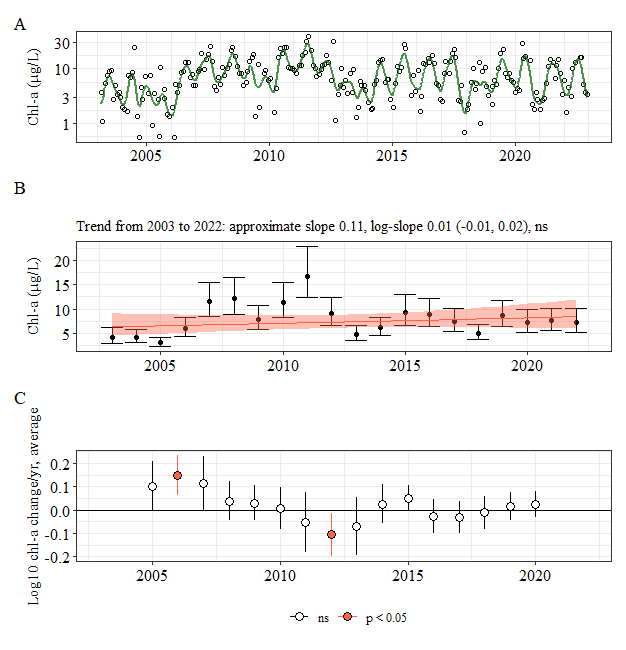 A
Chl-a (μg/L)
30
10
3
1
2005 2010 2015 2020
B
Trend from 2003 to 2022: approximate slope 0.11, log-slope 0.01 (-0.01, 0.02), ns
Chl-a (μg/L)
20
15
10
5
2005 2010 2015 2020
C
Log10 chl-a change/yr, average
0.2
0.1
0.0
-0.1
-0.2
2005 2010 2015 2020
ns p < 0.05